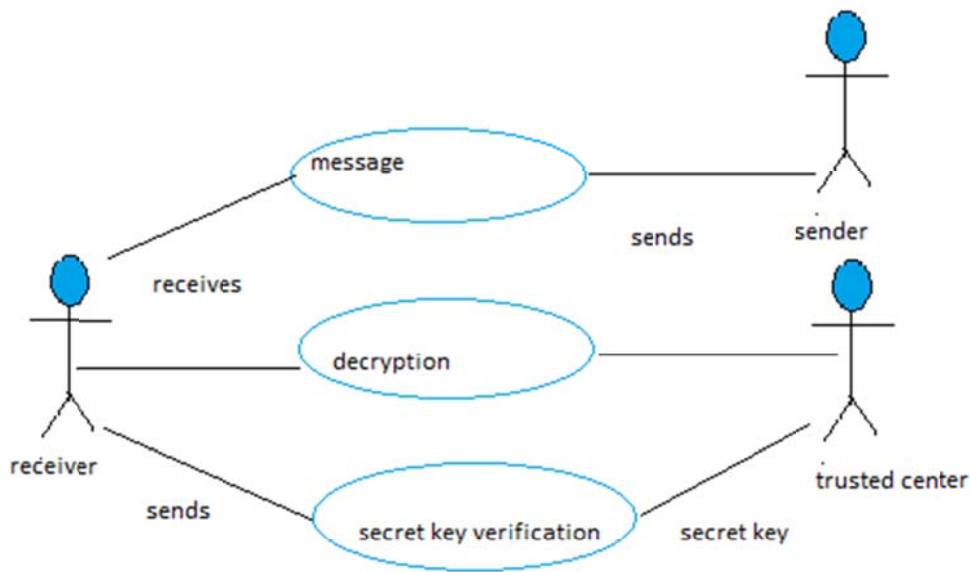 message
sends
sender
receives
decryption
receiver
trusted center
sends
secret key verification
secret key